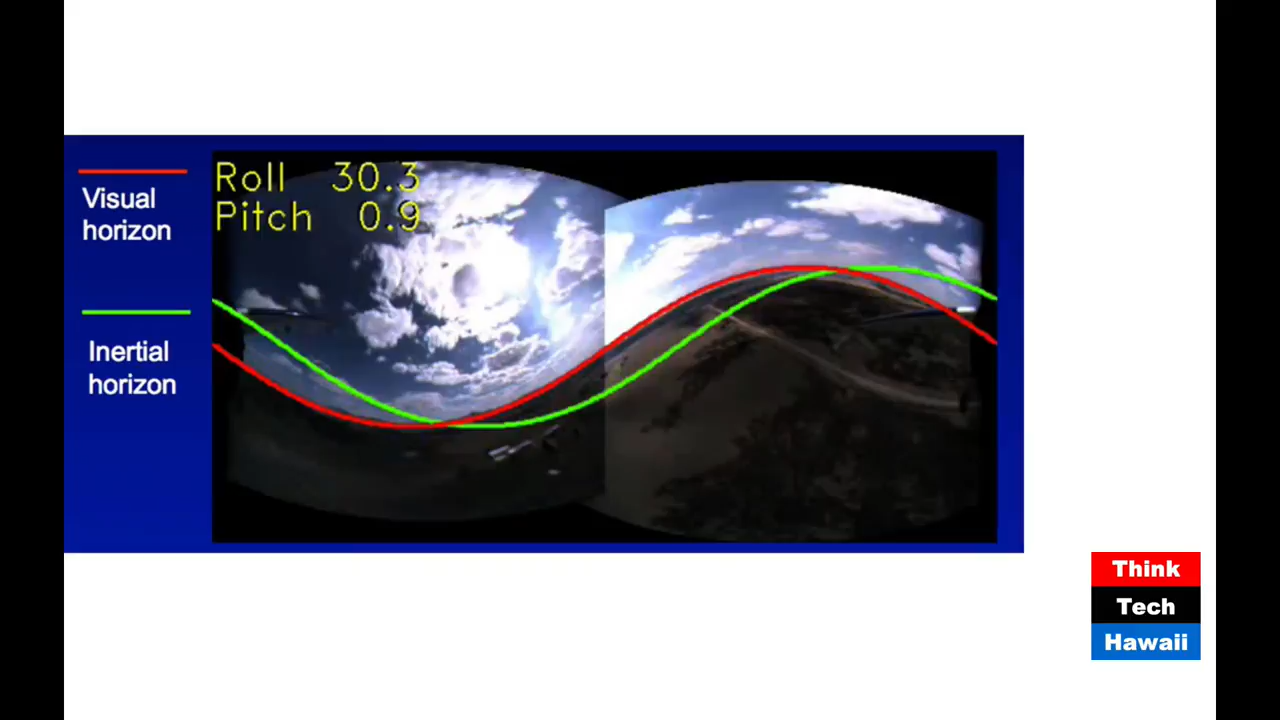 Roll 30.3
Pitch 0.9
Visual
horizon
Inertial
horizon
Think
Tech
Hawaii